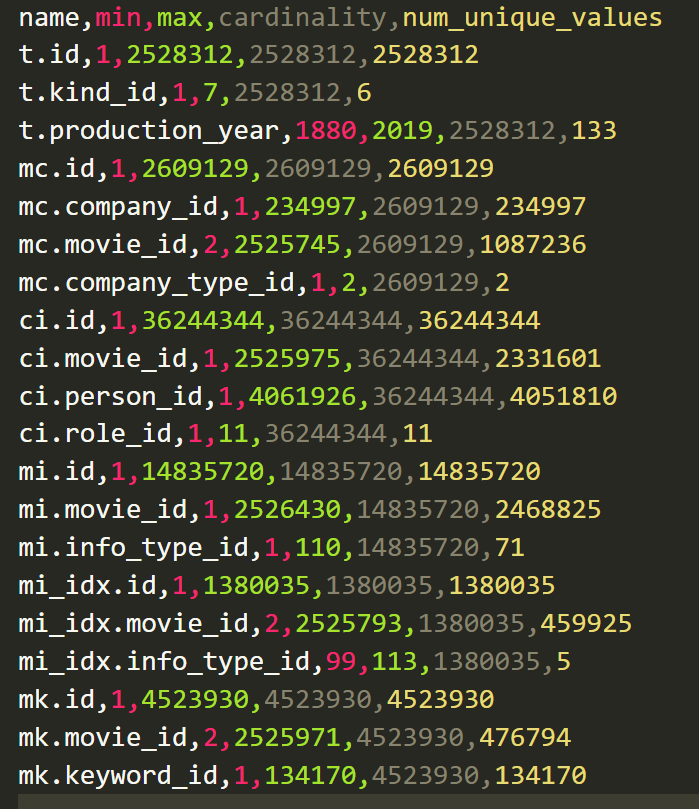 name,min,max,cardinality,num_unique_values
t.id,1,2528312,2528312,2528312
t.kind_id,1,7,2528312,6
t.production_year,1880,2019,2528312,133
mc.id,1,2609129,2609129,2609129
mc.company_id,1,234997,2609129,234997
mc.movie_id,2,2525745,2609129,1087236
mc.company_type_id,1,2,2609129,2
ci.id,1,36244344,36244344,36244344
ci.movie_id,1,2525975,36244344,2331601
ci.person_id,1,4061926,36244344,4051810
ci.role_id,1,11,36244344,11
mi.id,1,14835720,14835720,14835720
mi.movie_id,1,2526430,14835720,2468825
mi.info_type_id,1,110,14835720,71
mi_idx.id,1,1380035,1380035,1380035
mi_idx.movie_id,2,2525793,1380035,459925
mi_idx.info_type_id,99,113,1380035,5
mk.id,1,4523930,4523930,4523930
mk.movie_id,2,2525971,4523930,476794
mk.keyword_id,1,134170,4523930,134170